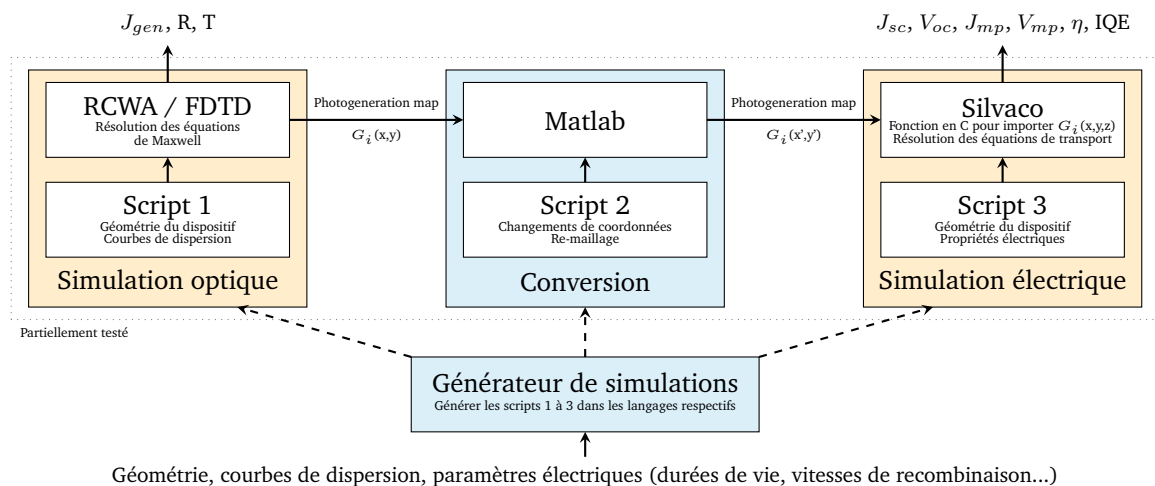 J_gen, R, T
J_sc, V_oc, J_mp, V_mp, η, IQE
RCWA / FDTD
Résolution des équations
de Maxwell
Script 1
Géométrie du dispositif
Courbes de dispersion
Simulation optique
Photogeneration map
G_i(x,y)
Matlab
Script 2
Changements de coordonnées
Re-maillage
Conversion
Photogeneration map
G_i(x',y')
Silvaco
Fonction en C pour importer G_i(x,y,z)
Résolution des équations de transport
Script 3
Géométrie du dispositif
Propriétés électriques
Simulation électrique
Partiellement testé
Générateur de simulations
Générer les scripts 1 à 3 dans les langages respectifs
Géométrie, courbes de dispersion, paramètres électriques (durées de vie, vitesses de recombinaison...)